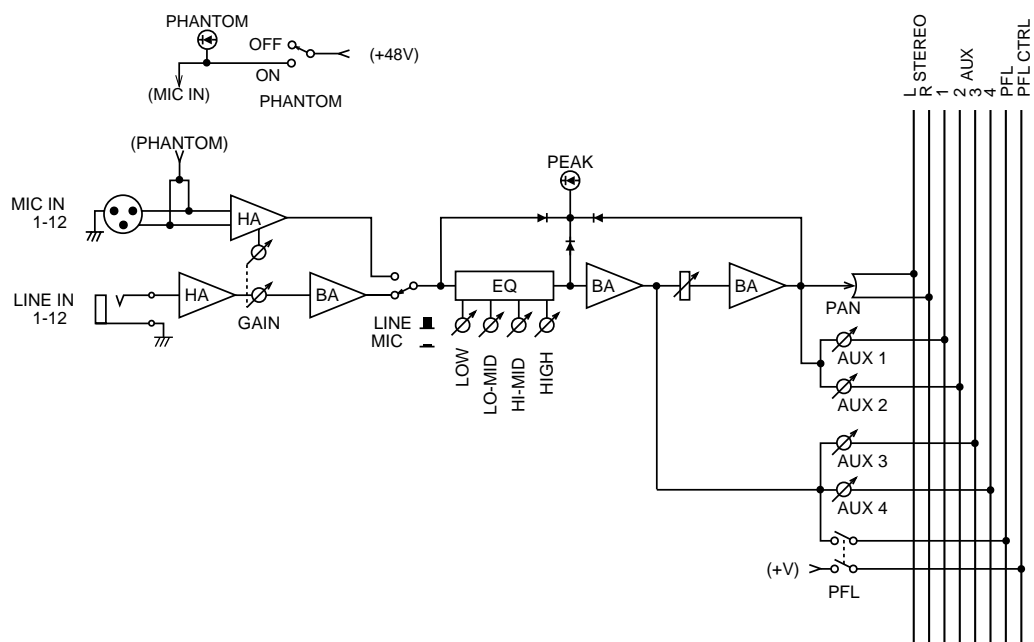 PHANTOM
OFF
(+48V)
ON
(MIC IN)
PHANTOM
L
R STEREO
1
2 AUX
3
4
PFL
PFL CTRL
(PHANTOM)
MIC IN
1-12
HA
PEAK
LINE IN
1-12
HA
GAIN
BA
LINE
MIC
EQ
LOW
LO-MID
HI-MID
HIGH
BA
BA
PAN
AUX 1
AUX 2
AUX 3
AUX 4
(+V)
PFL